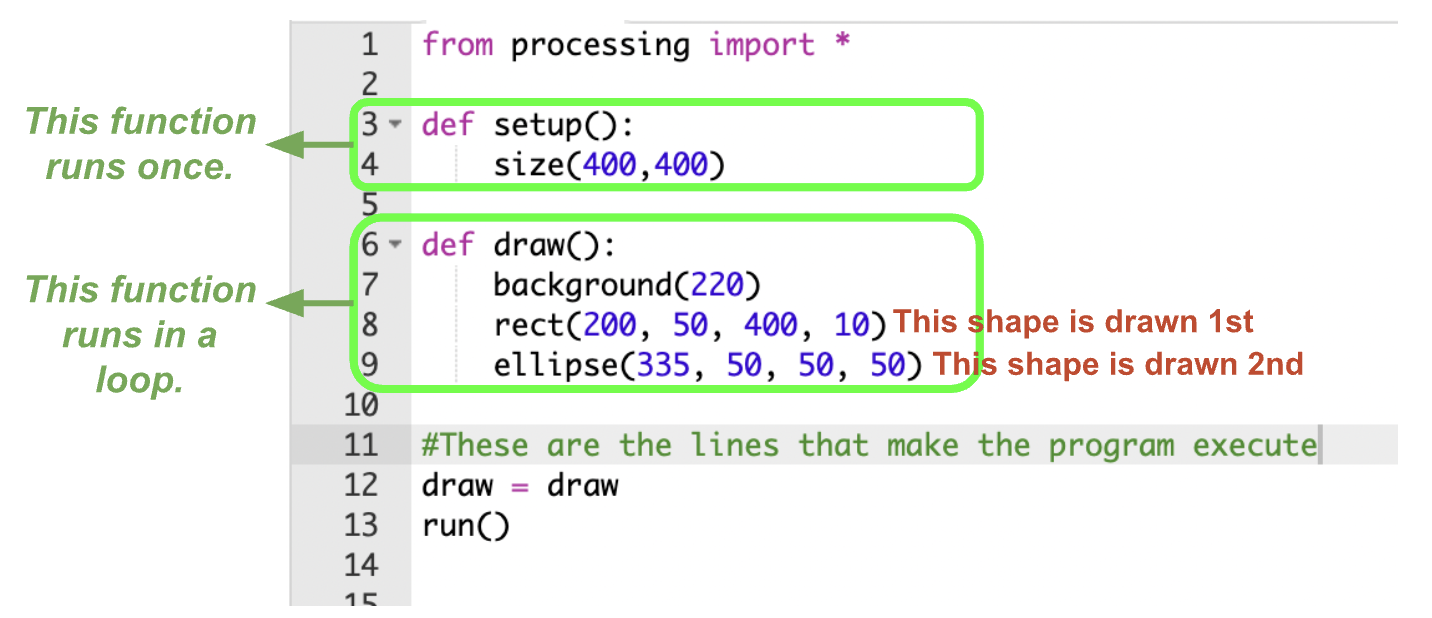 1 from processing import *
2
This function
runs once.
3 def setup():
4 size(400,400)
5
This function
runs in a
loop.
6 def draw():
7 background(220)
8 rect(200, 50, 400, 10) This shape is drawn 1st
9 ellipse(335, 50, 50, 50) This shape is drawn 2nd
10
11 #These are the lines that make the program execute
12 draw = draw
13 run()
14
15